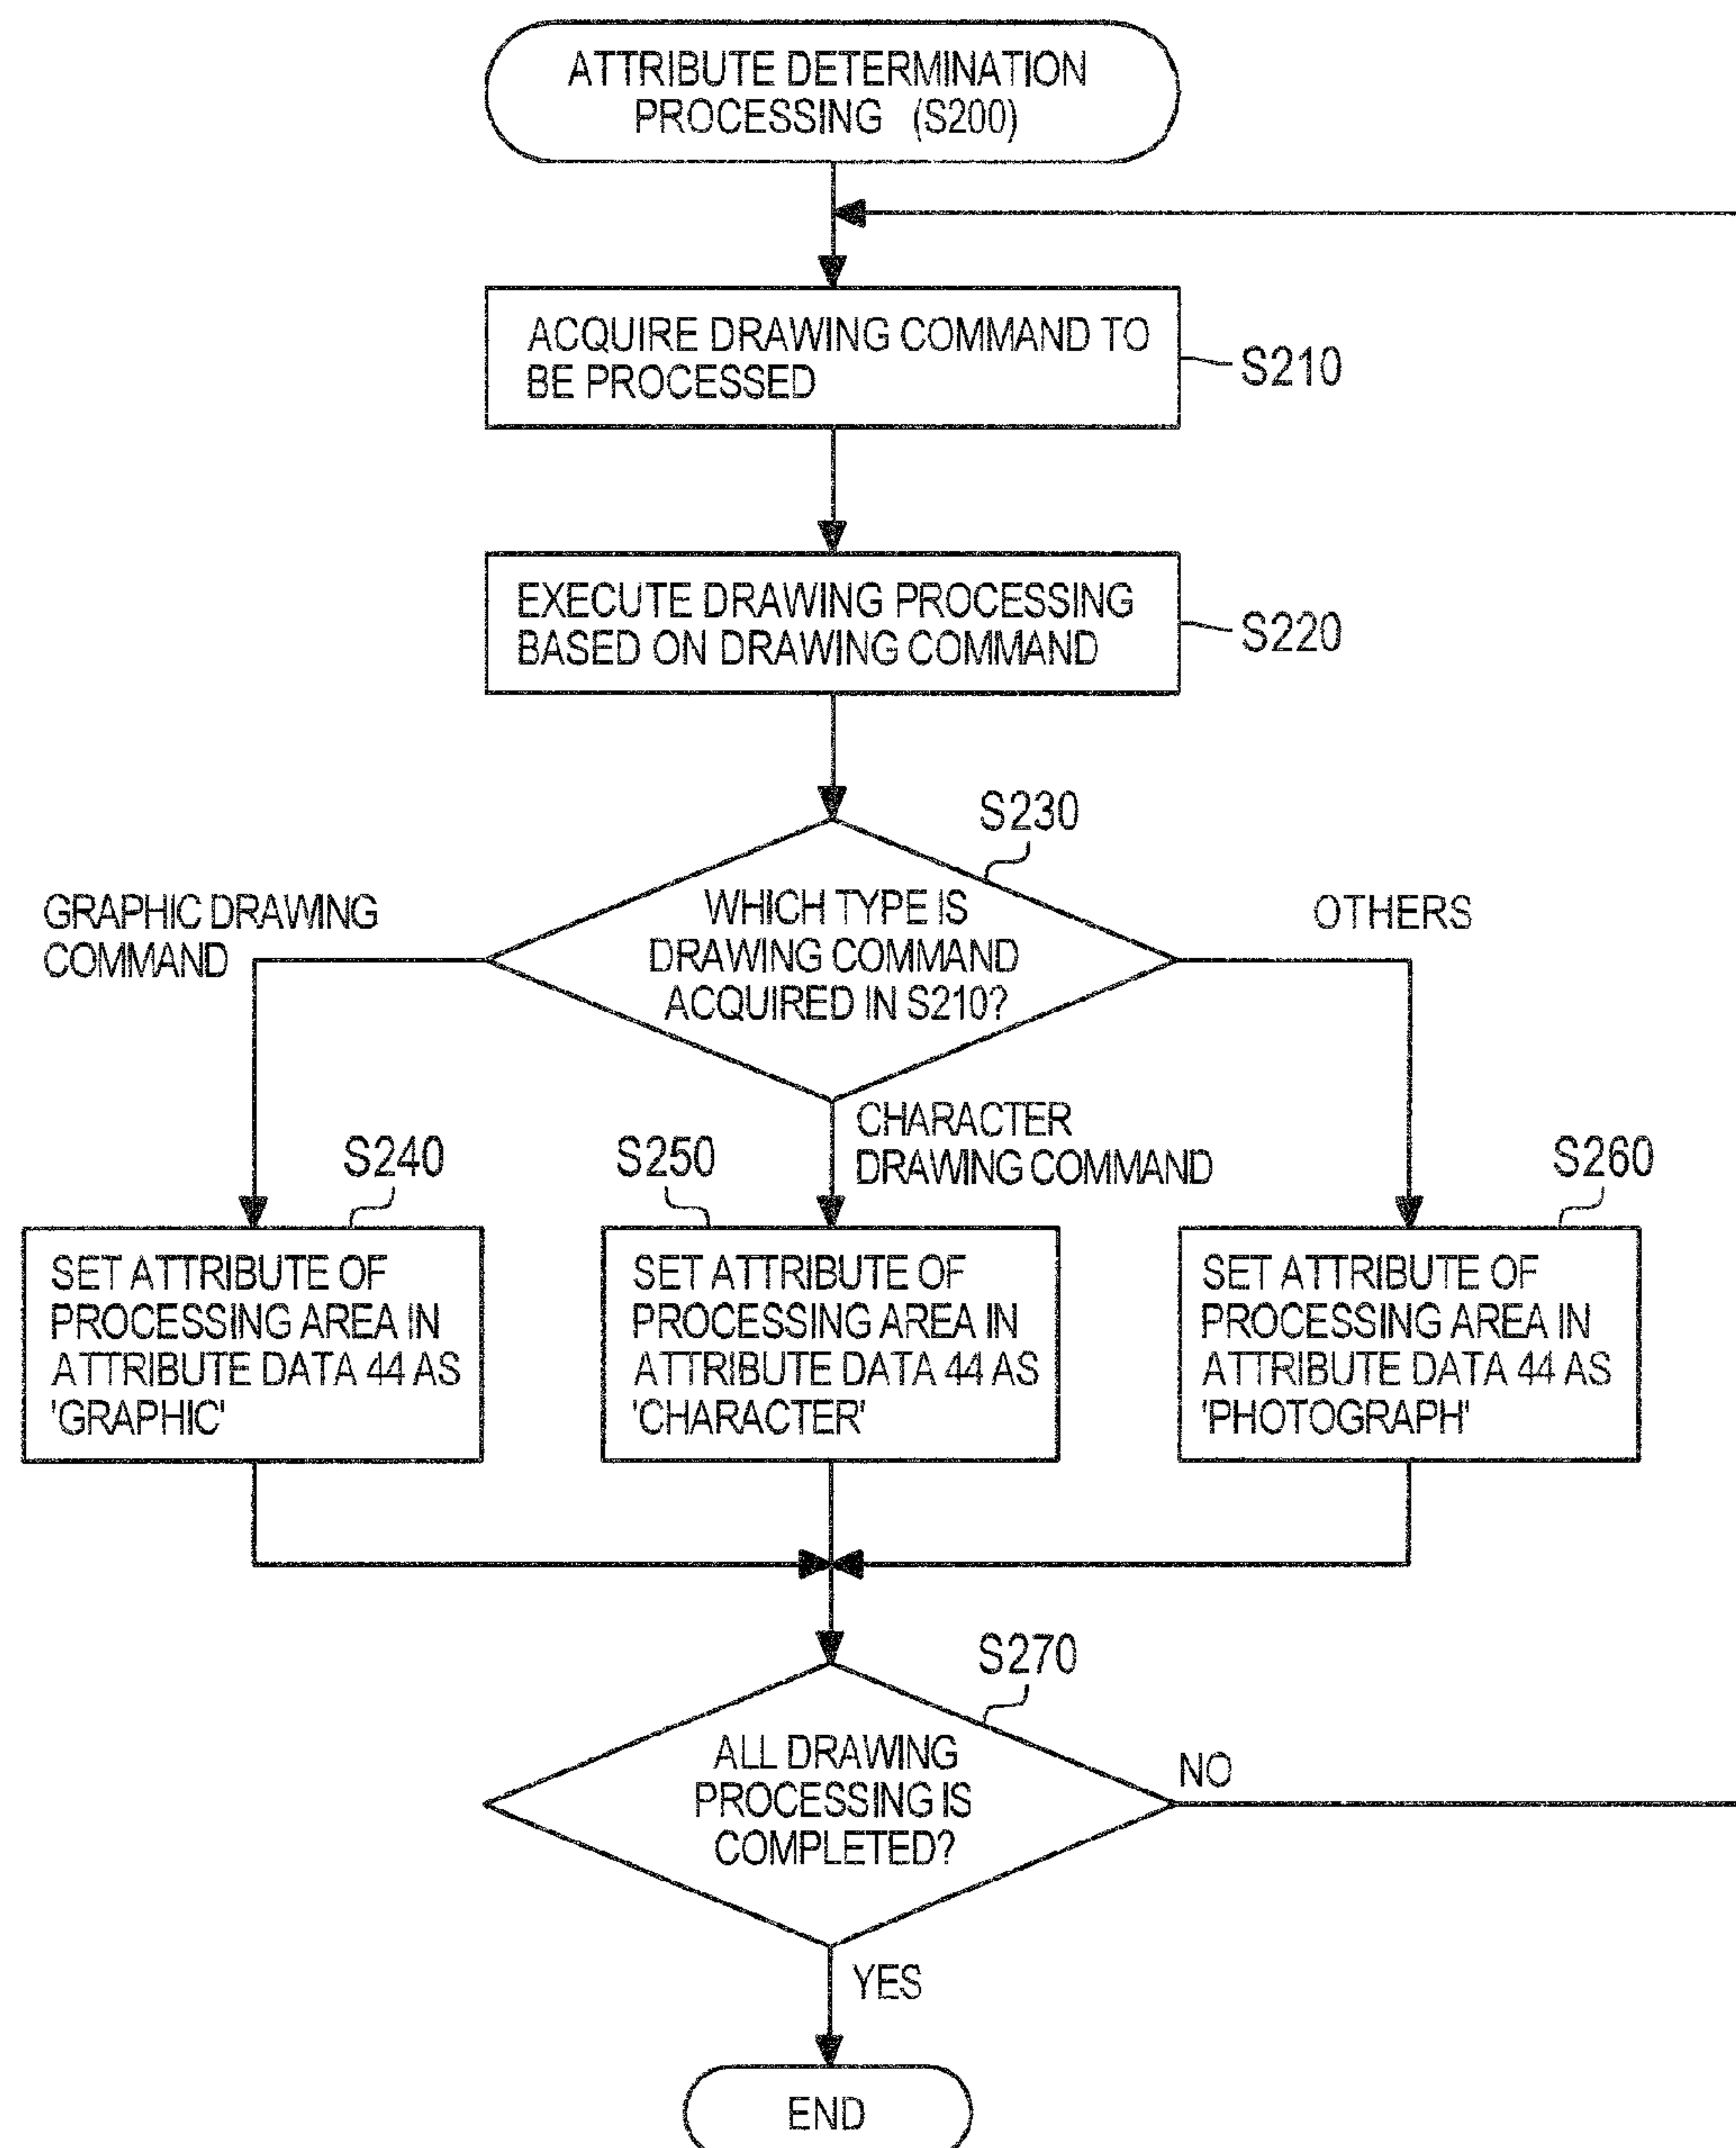 ATTRIBUTE DETERMINATION
PROCESSING (S200)
ACQUIRE DRAWING COMMAND TO
BE PROCESSED
S210
EXECUTE DRAWING PROCESSING
BASED ON DRAWING COMMAND
S220
S230
WHICH TYPE IS
DRAWING COMMAND
ACQUIRED IN S210?
GRAPHIC DRAWING
COMMAND
OTHERS
CHARACTER
DRAWING COMMAND
S240
SET ATTRIBUTE OF
PROCESSING AREA IN
ATTRIBUTE DATA 44 AS
'GRAPHIC'
S250
SET ATTRIBUTE OF
PROCESSING AREA IN
ATTRIBUTE DATA 44 AS
'CHARACTER'
S260
SET ATTRIBUTE OF
PROCESSING AREA IN
ATTRIBUTE DATA 44 AS
'PHOTOGRAPH'
S270
ALL DRAWING
PROCESSING IS
COMPLETED?
NO
YES
END